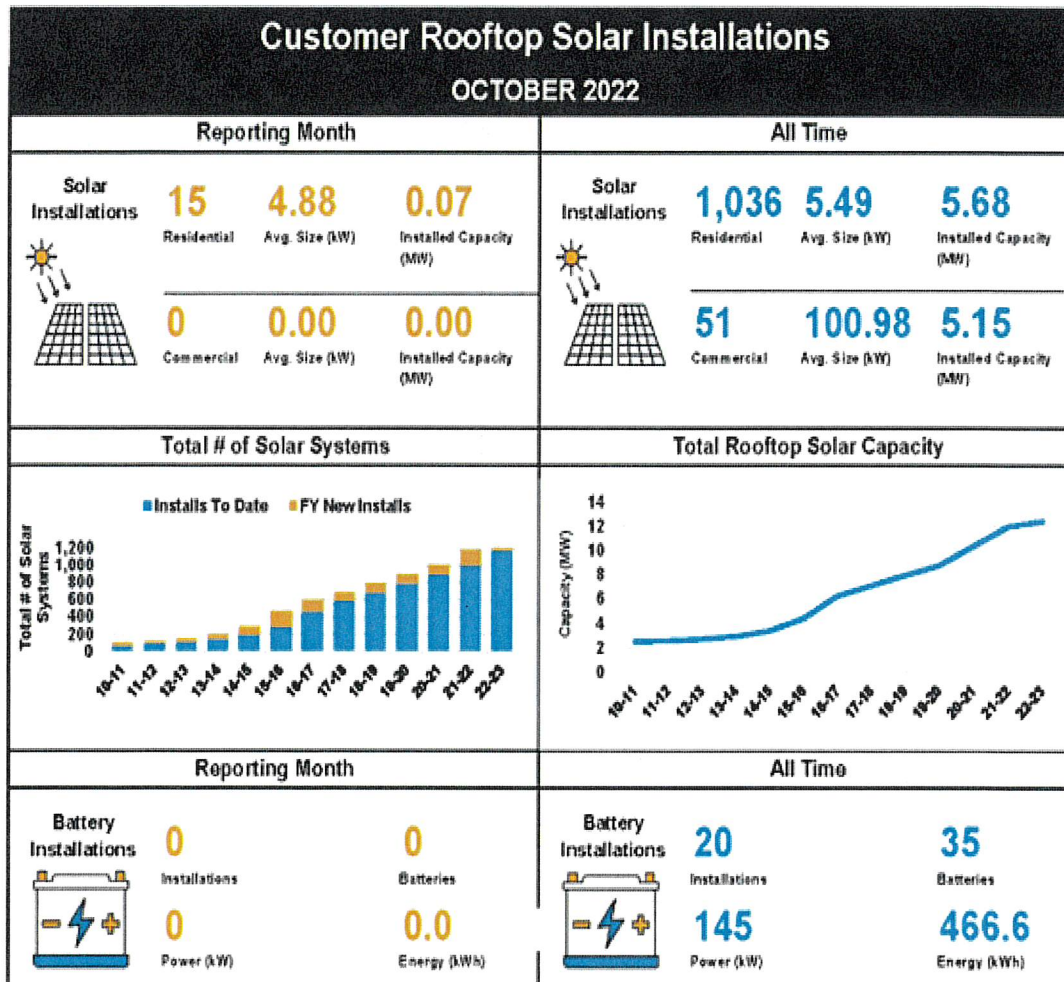 Customer Rooftop Solar Installations
OCTOBER 2022
Reporting Month
Solar
Installations
15
4.88
0.07
Residential
Avg. Size (kW)
Installed Capacity
(MW)
0
0.00
0.00
Commercial
Avg. Size (kW)
Installed Capacity
(MW)
All Time
Solar
Installations
1,036
5.49
5.68
Residential
Avg. Size (kW)
Installed Capacity
(MW)
51
100.98
5.15
Commercial
Avg. Size (kW)
Installed Capacity
(MW)
Total # of Solar Systems
Installs To Date
FY New Installs
Total # of Solar
Systems
1,200
1,000
800
600
400
200
0
10-11
11-12
12-13
13-14
14-15
15-16
16-17
17-18
18-19
19-20
20-21
21-22
22-23
Total Rooftop Solar Capacity
Capacity (MW)
14
12
10
8
6
4
2
0
10-11
11-12
12-13
13-14
14-15
15-16
16-17
17-18
18-19
19-20
20-21
21-22
22-23
Reporting Month
Battery
Installations
0
0
Installations
Batteries
0
0.0
Power (kW)
Energy (kWh)
All Time
Battery
Installations
20
35
Installations
Batteries
145
466.6
Power (kW)
Energy (kWh)